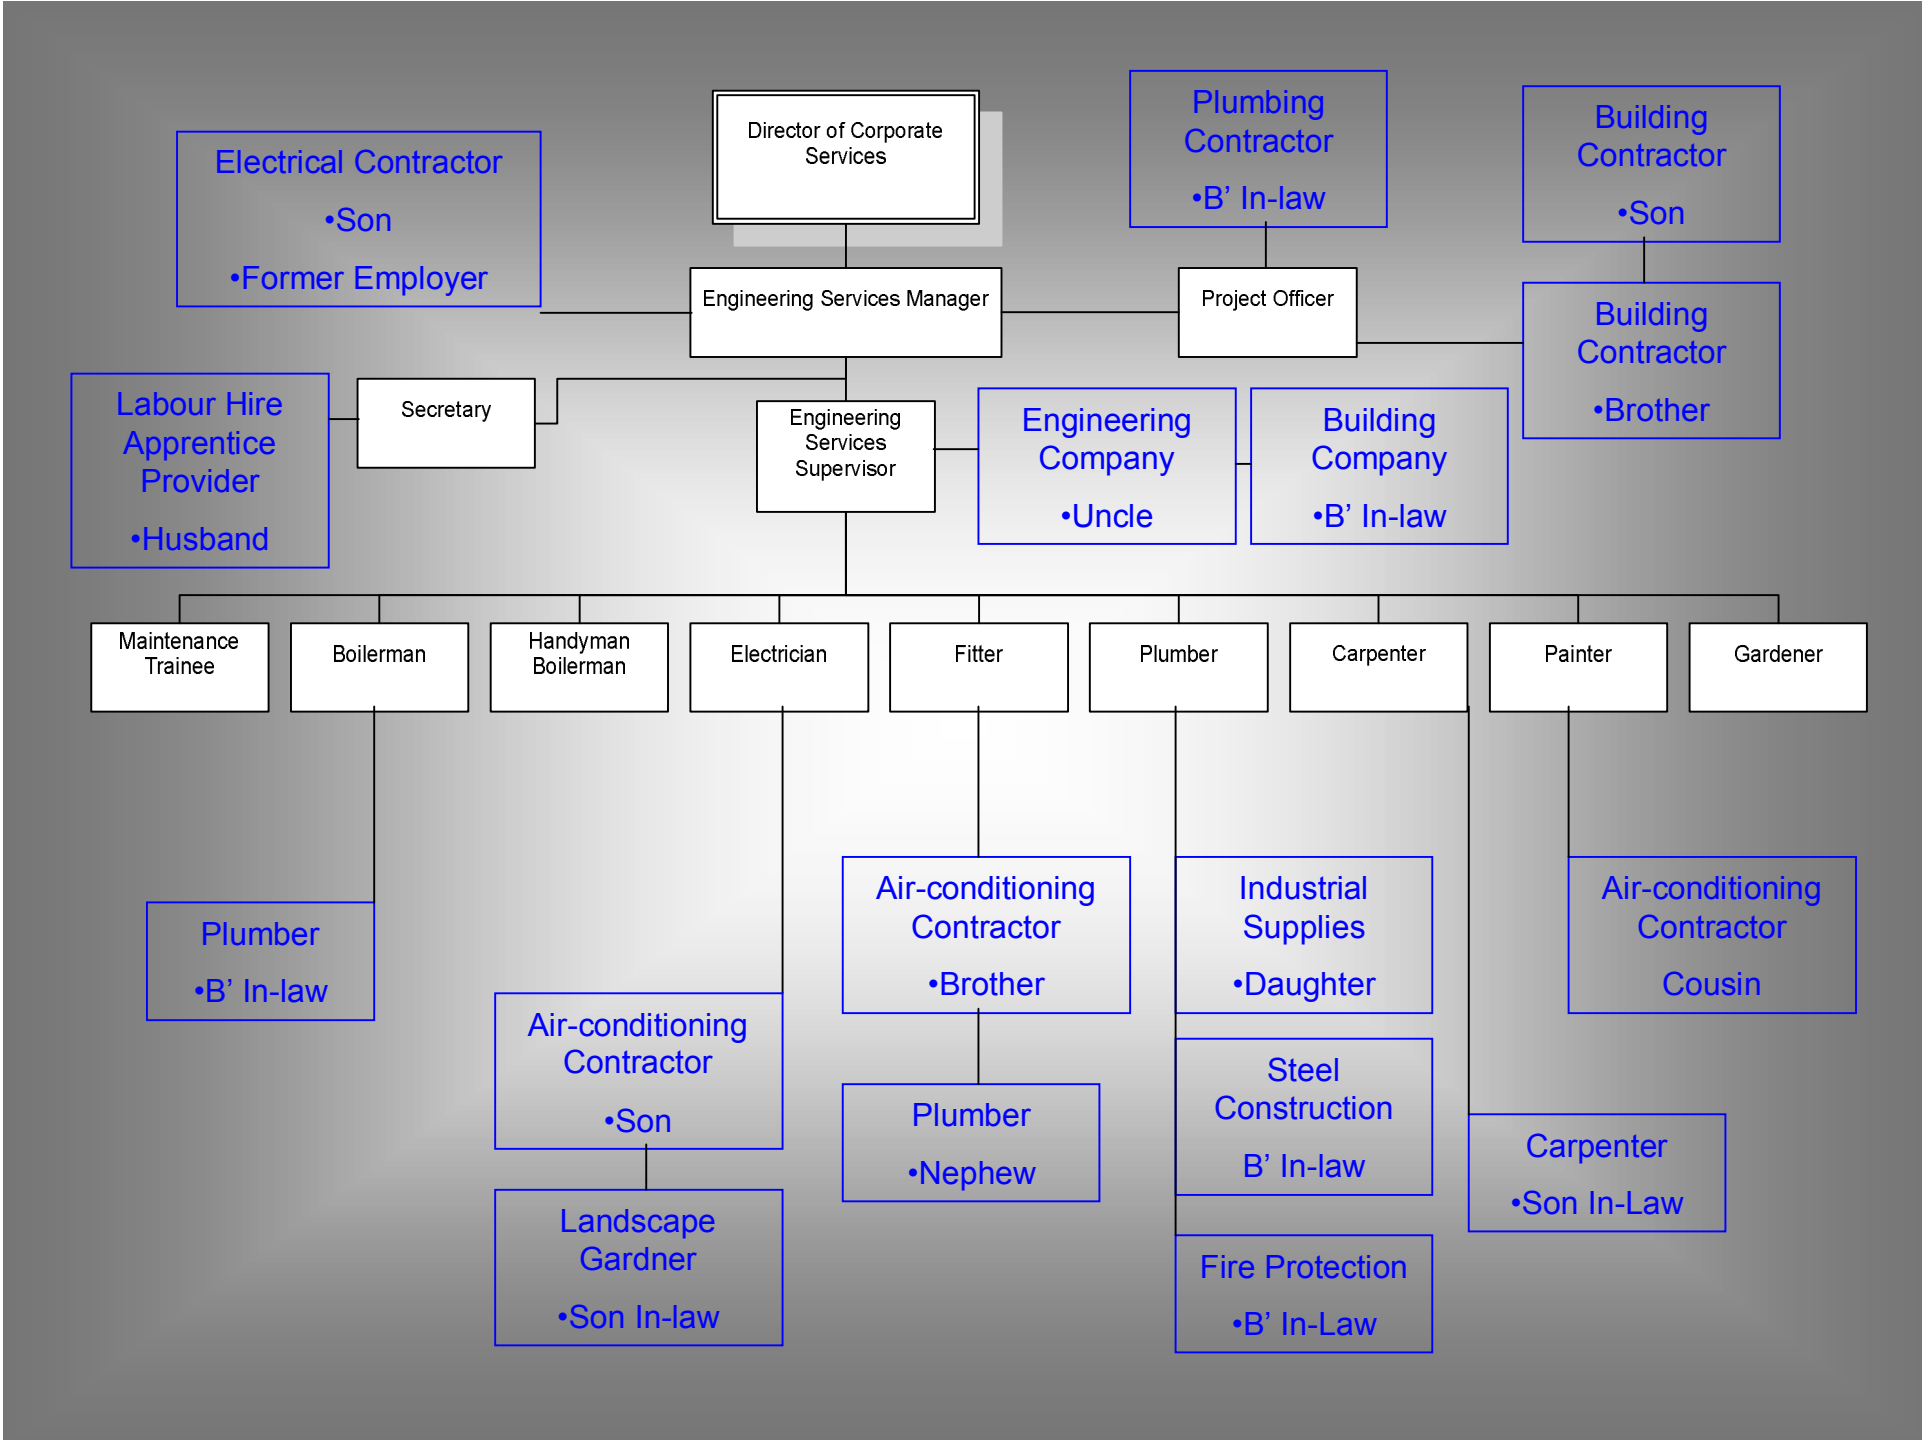 Director of Corporate
Services
Plumbing
Contractor
•B’ In-law
Building
Contractor
•Son
Electrical Contractor
•Son
•Former Employer
Engineering Services Manager
Project Officer
Building
Contractor
•Brother
Labour Hire
Apprentice
Provider
•Husband
Secretary
Engineering
Services
Supervisor
Engineering
Company
•Uncle
Building
Company
•B’ In-law
Maintenance
Trainee
Boilerman
Handyman
Boilerman
Electrician
Fitter
Plumber
Carpenter
Painter
Gardener
Plumber
•B’ In-law
Air-conditioning
Contractor
•Son
Landscape
Gardner
•Son In-law
Air-conditioning
Contractor
•Brother
Plumber
•Nephew
Industrial
Supplies
•Daughter
Steel
Construction
B’ In-law
Fire Protection
•B’ In-Law
Carpenter
•Son In-Law
Air-conditioning
Contractor
Cousin